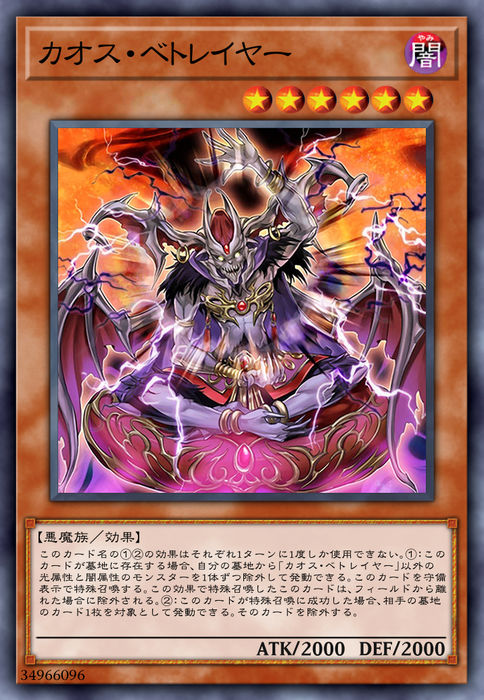 カオス・ベトレイヤー
やみ
闇
【悪魔族／効果】
このカード名の①②の効果はそれぞれ1ターンに1度しか使用できない。①:この
カードが墓地に存在する場合、自分の墓地から「カオス・ベトレイヤー」以外の
光属性と闇属性のモンスターを1体ずつ除外して発動できる。このカードを守備
表示で特殊召喚する。この効果で特殊召喚したこのカードは、フィールドから離
れた場合に除外される。②:このカードが特殊召喚に成功した場合、相手の墓地
のカード1枚を対象として発動できる。そのカードを除外する。
ATK/2000 DEF/2000
34966096